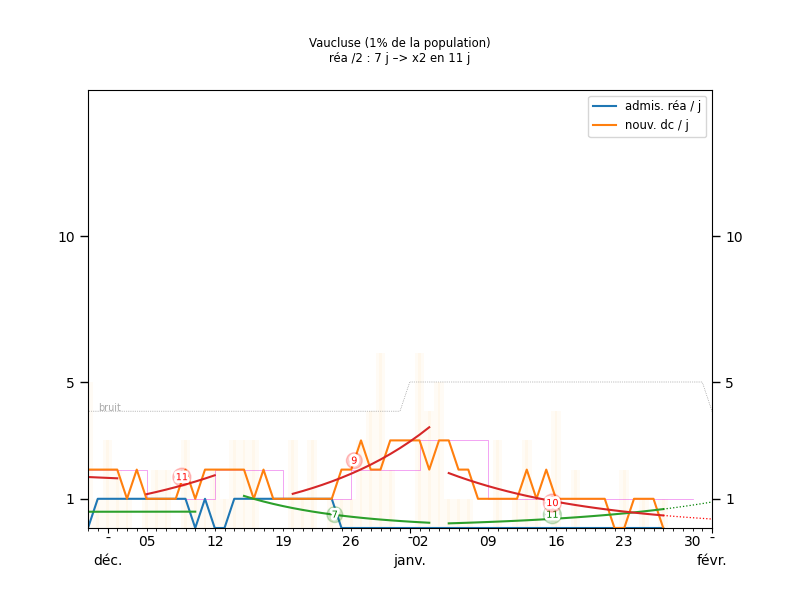 Vaucluse (1% de la population)
réa /2 : 7 j –> x2 en 11 j
admis. réa / j
nouv. dc / j
10
10
5
5
bruit
9
11
1
1
10
7
11
-
05
12
19
26
-02
09
16
23
30
-
déc.
janv.
févr.